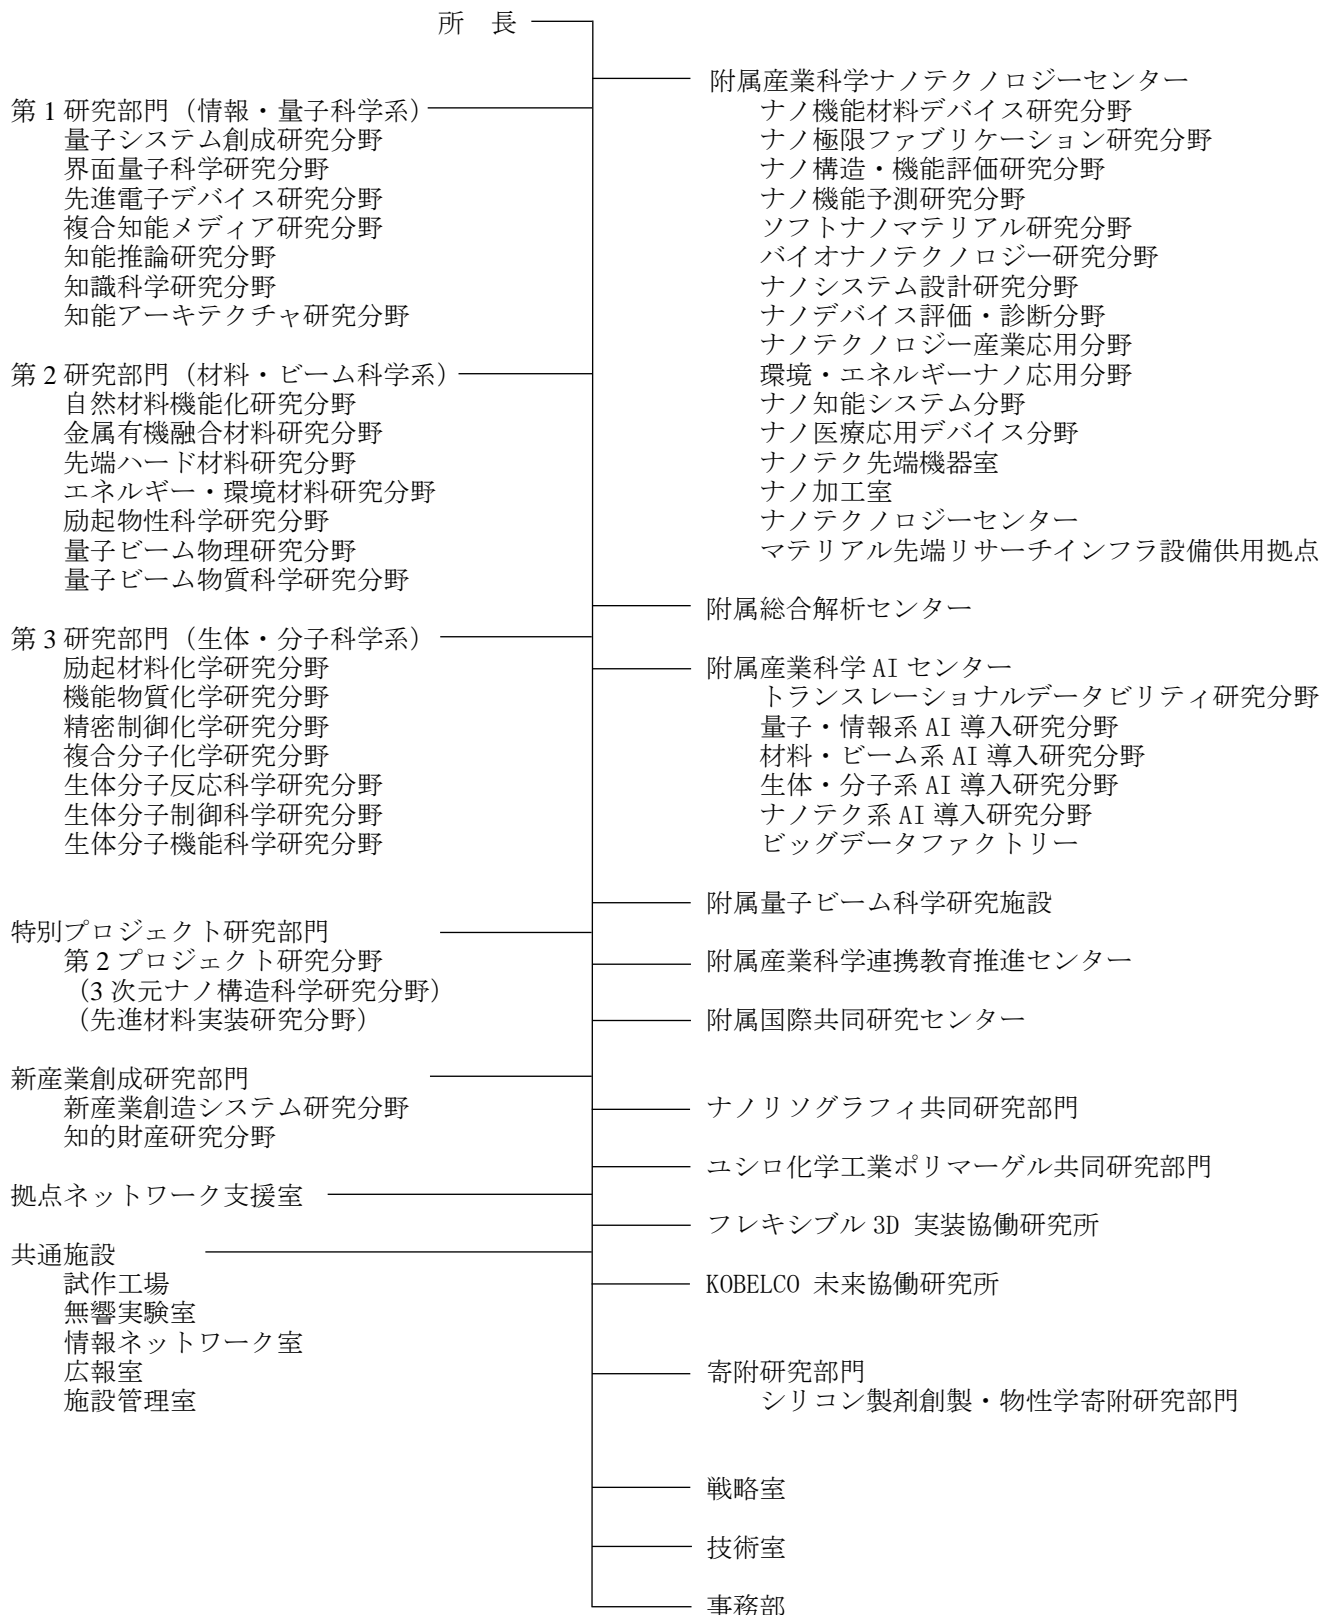 所 長
第1研究部門（情報・量子科学系）
量子システム創成研究分野
界面量子科学研究分野
先進電子デバイス研究分野
複合知能メディア研究分野
知能推論研究分野
知識科学研究分野
知能アーキテクチャ研究分野
第2研究部門（材料・ビーム科学系）
自然材料機能化研究分野
金属有機融合材料研究分野
先端ハード材料研究分野
エネルギー・環境材料研究分野
励起物性科学研究分野
量子ビーム物理研究分野
量子ビーム物質科学研究分野
第3研究部門（生体・分子科学系）
励起材料化学研究分野
機能物質化学研究分野
精密制御化学研究分野
複合分子化学研究分野
生体分子反応科学研究分野
生体分子制御科学研究分野
生体分子機能科学研究分野
特別プロジェクト研究部門
第2プロジェクト研究分野
（3次元ナノ構造科学研究分野）
（先進材料実装研究分野）
新産業創成研究部門
新産業創造システム研究分野
知的財産研究分野
拠点ネットワーク支援室
共通施設
試作工場
無響実験室
情報ネットワーク室
広報室
施設管理室
附属産業科学ナノテクノロジーセンター
ナノ機能材料デバイス研究分野
ナノ極限ファブリケーション研究分野
ナノ構造・機能評価研究分野
ナノ機能予測研究分野
ソフトナノマテリアル研究分野
バイオナノテクノロジー研究分野
ナノシステム設計研究分野
ナノデバイス評価・診断分野
ナノテクノロジー産業応用分野
環境・エネルギーナノ応用分野
ナノ知能システム分野
ナノ医療応用デバイス分野
ナノテク先端機器室
ナノ加工室
ナノテクノロジーセンター
マテリアル先端リサーチインフラ設備供用拠点
附属総合解析センター
附属産業科学 AI センター
トランスレーショナルデータビリティ研究分野
量子・情報系 AI 導入研究分野
材料・ビーム系 AI 導入研究分野
生体・分子系 AI 導入研究分野
ナノテク系 AI 導入研究分野
ビッグデータファクトリー
附属量子ビーム科学研究施設
附属産業科学連携教育推進センター
附属国際共同研究センター
ナノリソグラフィ共同研究部門
ユシロ化学工業ポリマーゲル共同研究部門
フレキシブル 3D 実装協働研究所
KOBELCO 未来協働研究所
寄附研究部門
シリコン製剤創製・物性学寄附研究部門
戦略室
技術室
事務部